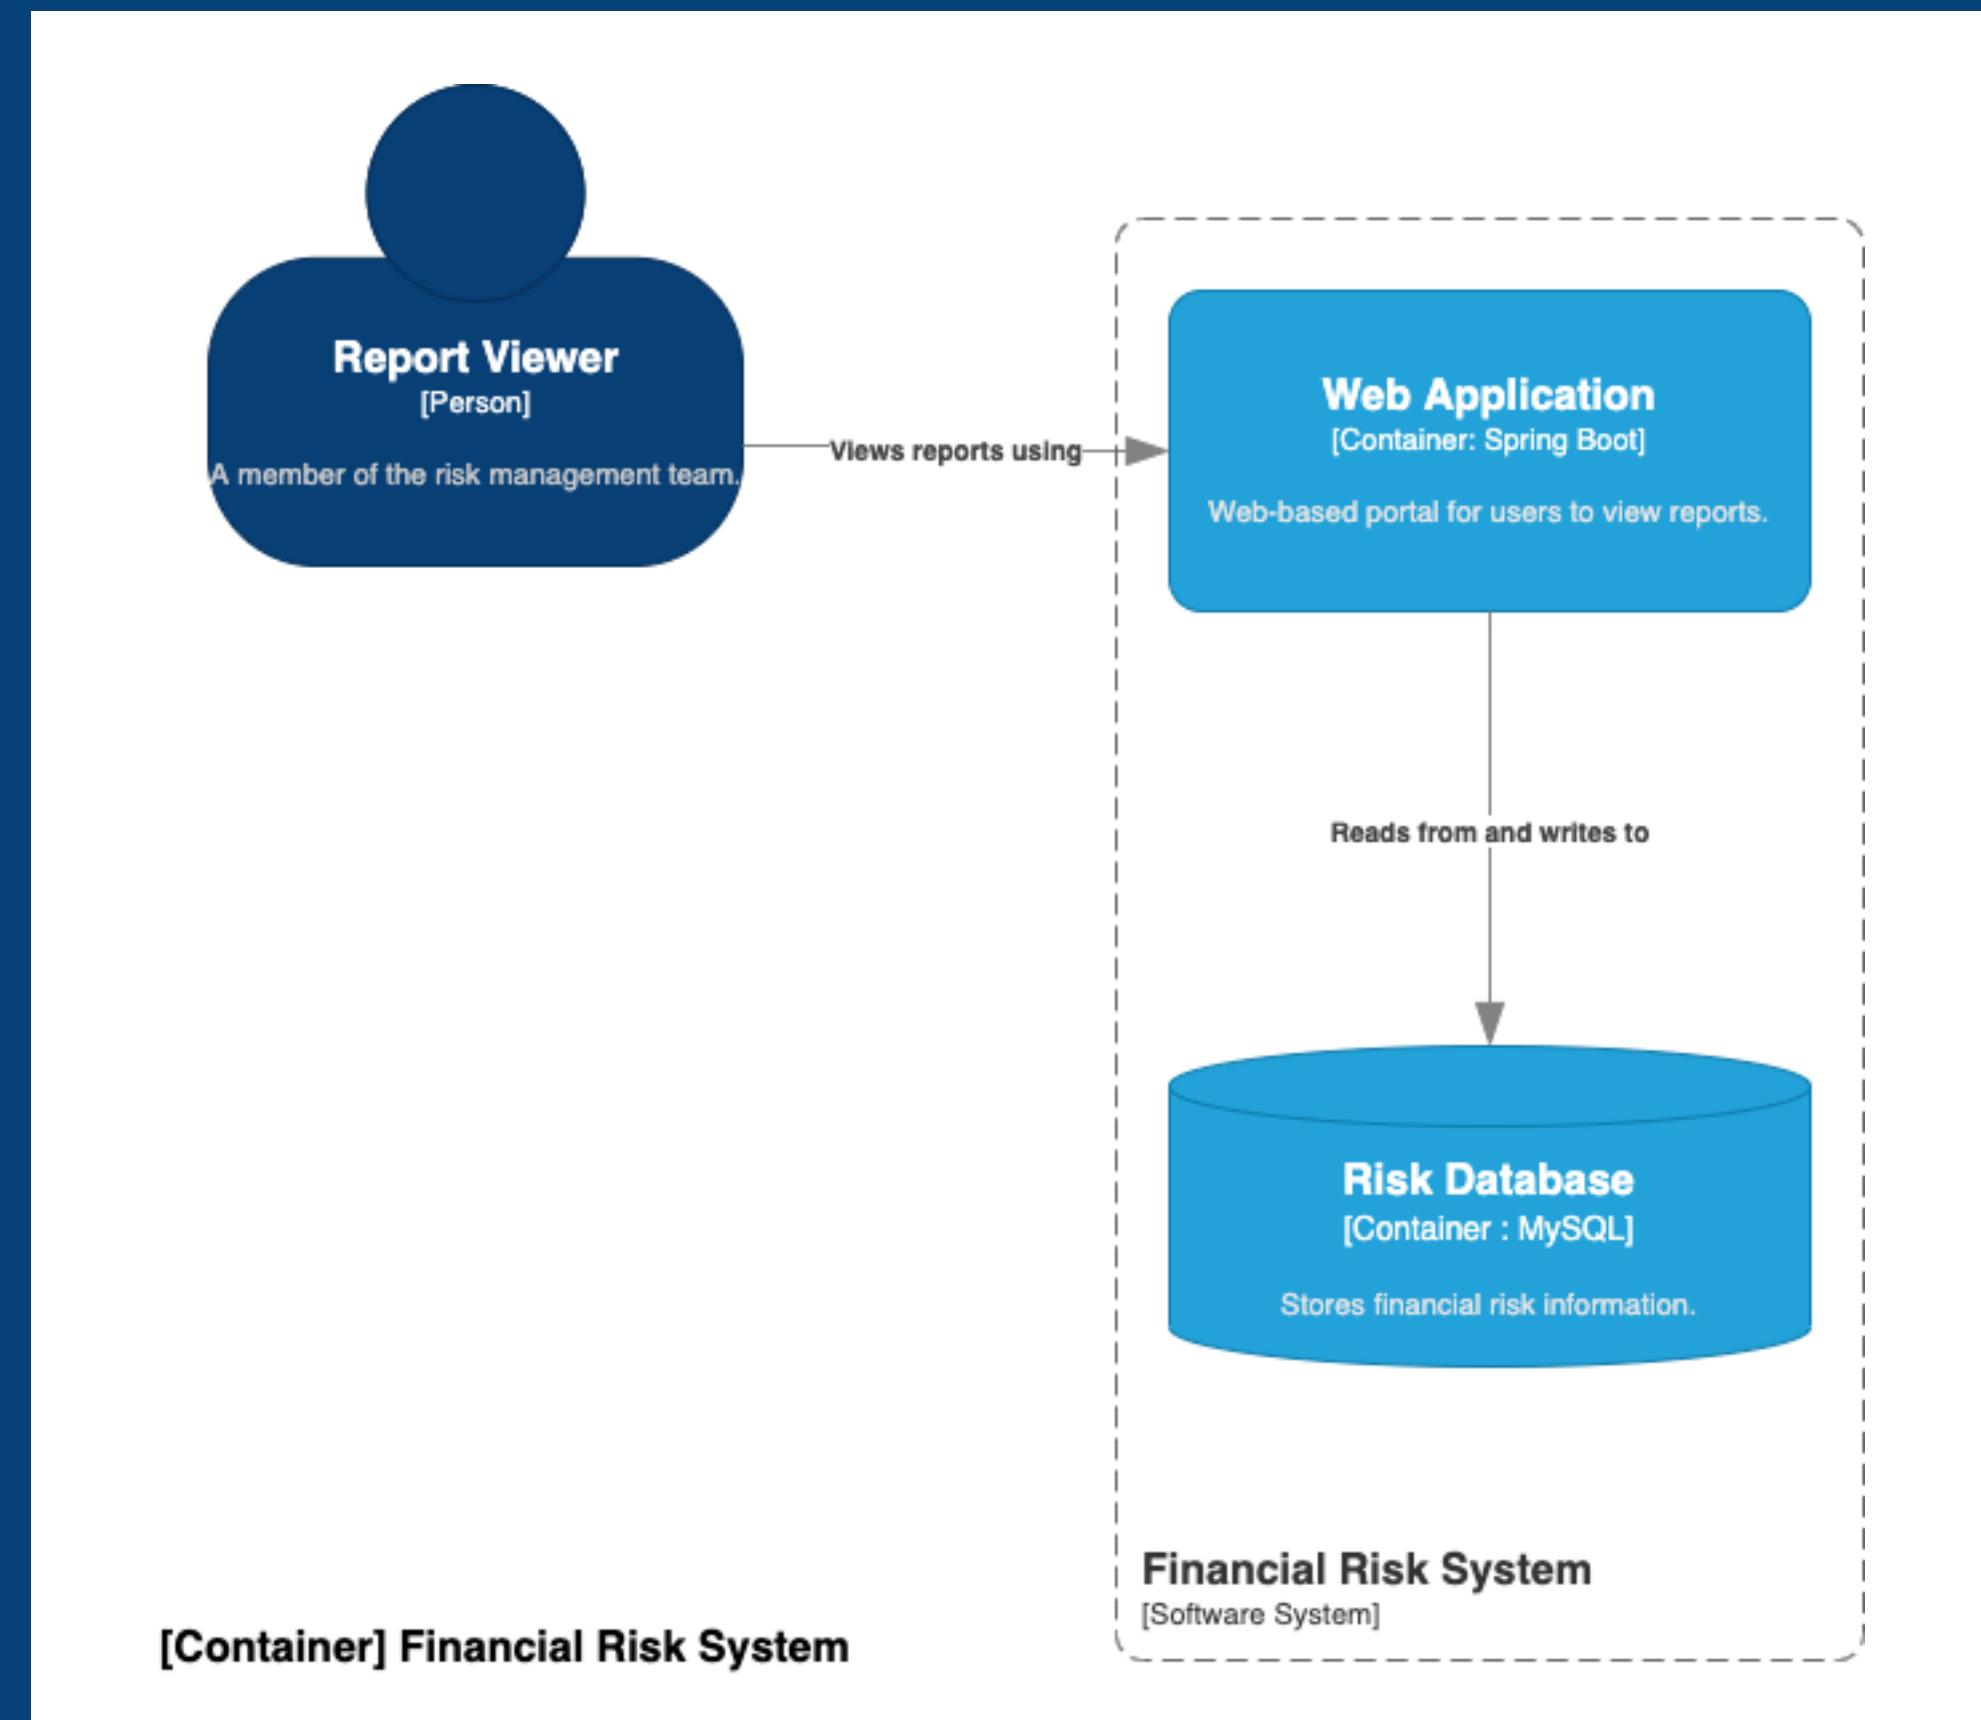 Report Viewer
[Person]
A member of the risk management team.
Views reports using
Web Application
[Container: Spring Boot]
Web-based portal for users to view reports.
Reads from and writes to
Risk Database
[Container : MySQL]
Stores financial risk information.
Financial Risk System
[Software System]
[Container] Financial Risk System